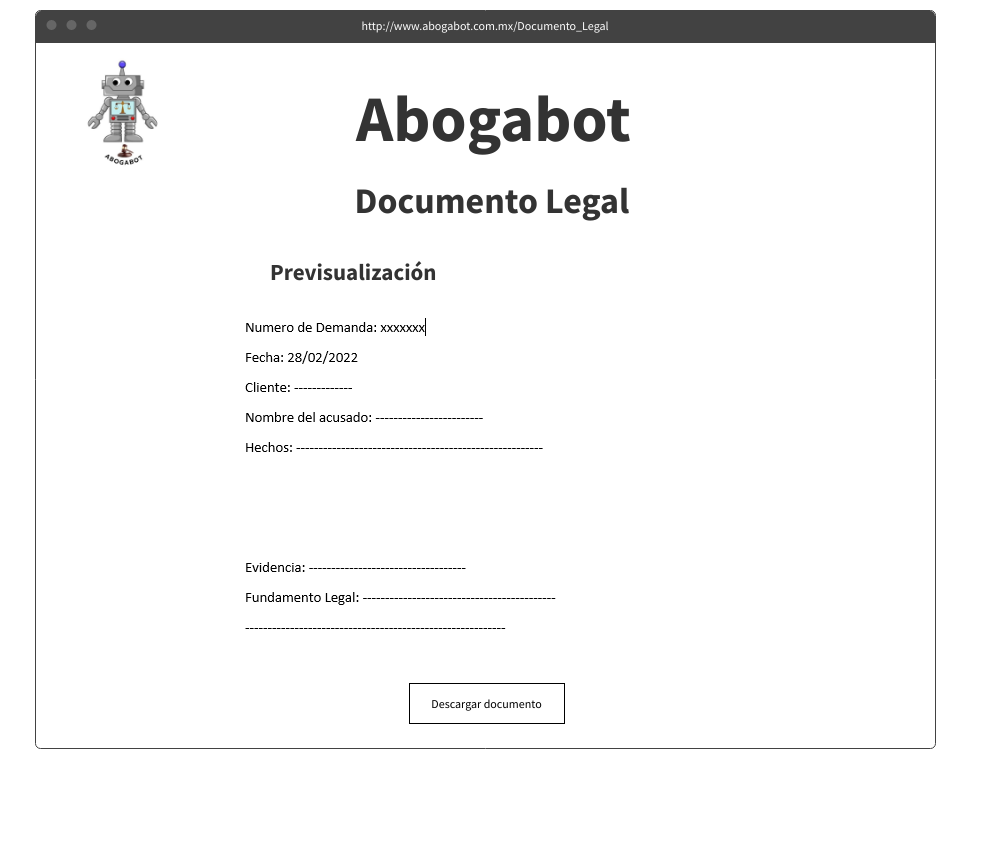 http://www.abogabot.com.mx/Documento_Legal
ABOGABOT
Abogabot
Documento Legal
Previsualización
Numero de Demanda: xxxxxxx
Fecha: 28/02/2022
Cliente: -------------
Nombre del acusado: ------------------------
Hechos: -------------------------------------------------------
Evidencia: -----------------------------------
Fundamento Legal: -------------------------------------------
----------------------------------------------------------
Descargar documento